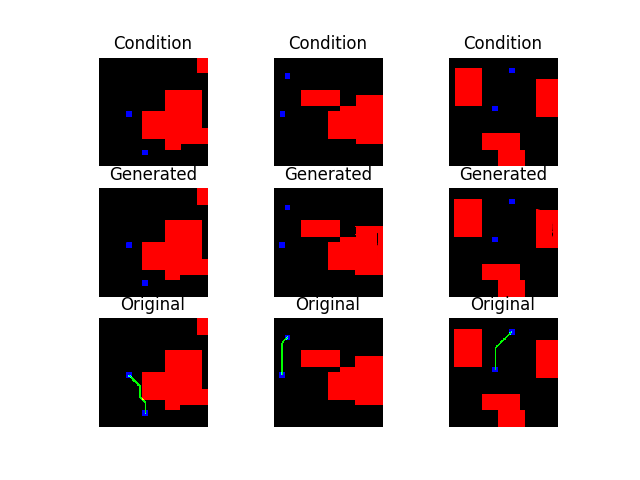 Condition Condition Condition
Generated Generated Generated
Original Original Original